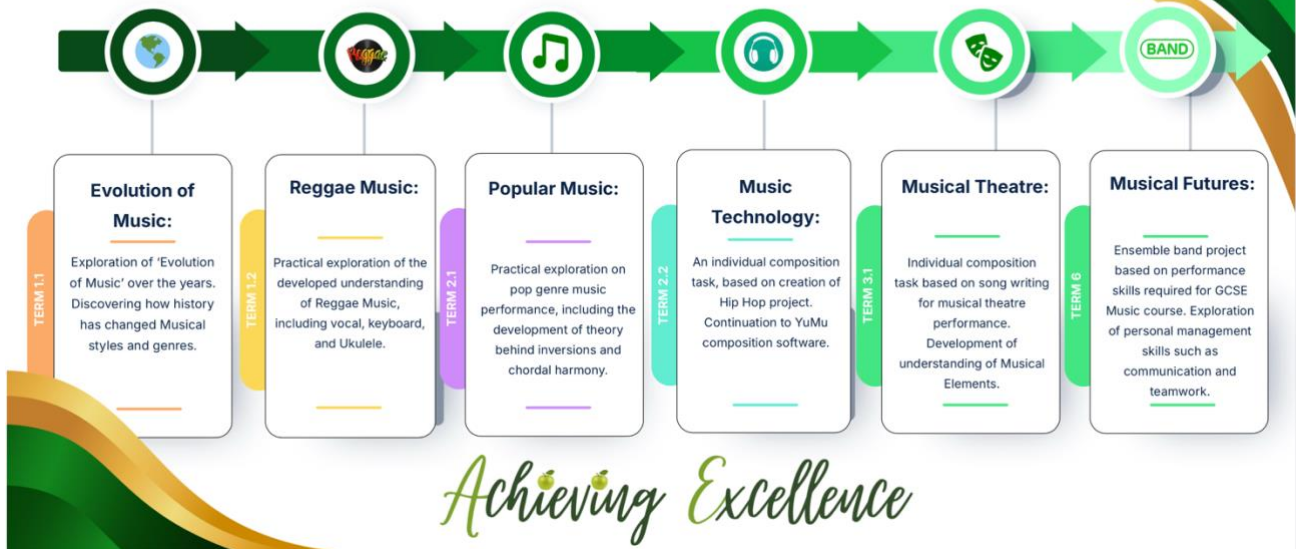 Reggae
BAND
TERM 1.1
Evolution of
Music:
Exploration of ‘Evolution
of Music’ over the years.
Discovering how history
has changed Musical
styles and genres.
TERM 1.2
Reggae Music:
Practical exploration of the
developed understanding
of Reggae Music,
including vocal, keyboard,
and Ukulele.
TERM 2.1
Popular Music:
Practical exploration on
pop genre music
performance, including the
development of theory
behind inversions and
chordal harmony.
TERM 2.2
Music
Technology:
An individual composition
task, based on creation of
Hip Hop project.
Continuation to YuMu
composition software.
TERM 3.1
Musical Theatre:
Individual composition
task based on song writing
for musical theatre
performance.
Development of
understanding of Musical
Elements.
TERM 6
Musical Futures:
Ensemble band project
based on performance
skills required for GCSE
Music course. Exploration
of personal management
skills such as
communication and
teamwork.
Achieving Excellence